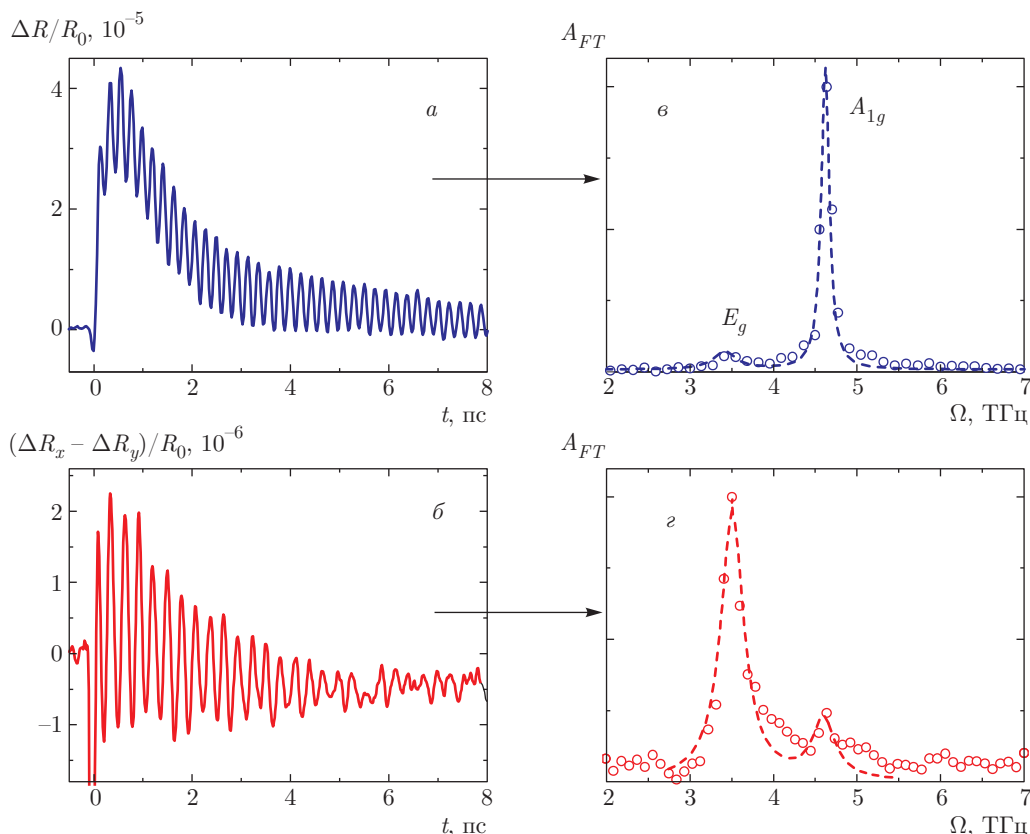 ΔR/R₀, 10⁻⁵
A_FT
а
в
A₁g
E_g
4
2
0
0 2 4 6 8
t, пс
2 3 4 5 6 7
Ω, ТГц
(ΔRₓ – ΔR_y)/R₀, 10⁻⁶
A_FT
б
г
2
1
0
−1
0 2 4 6 8
t, пс
2 3 4 5 6 7
Ω, ТГц